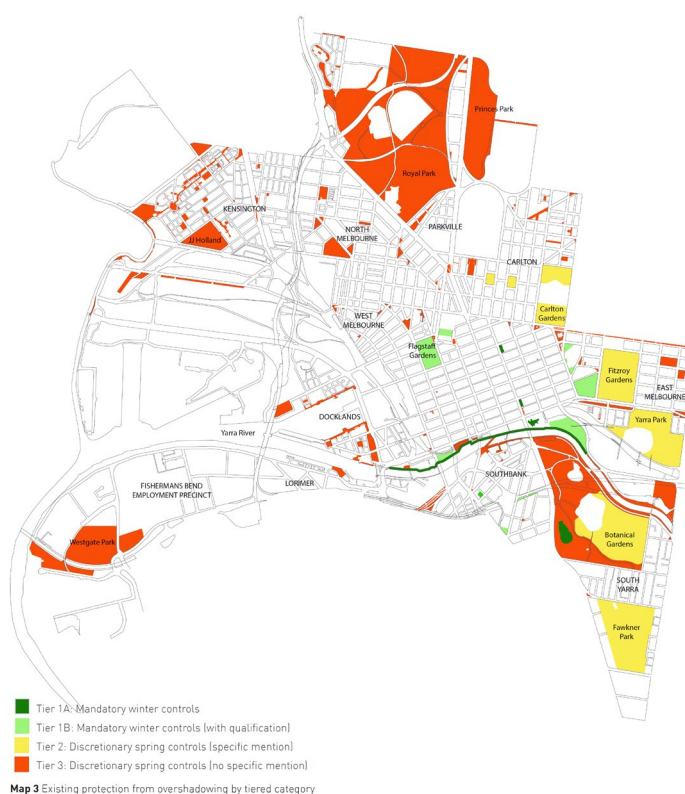 Princes Park
Royal Park
KENSINGTON
JJ Holland
NORTH
MELBOURNE
PARKVILLE
CARLTON
Carlton
Gardens
WEST
MELBOURNE
Flagstaff
Gardens
Fitzroy
Gardens
EAST
MELBOURNE
Yarra Park
DOCKLANDS
Yarra River
SOUTHBANK
LORIMER
FISHERMANS BEND
EMPLOYMENT PRECINCT
Westgate Park
Botanical
Gardens
SOUTH
YARRA
Fawkner
Park
Tier 1A: Mandatory winter controls
Tier 1B: Mandatory winter controls (with qualification)
Tier 2: Discretionary spring controls (specific mention)
Tier 3: Discretionary spring controls (no specific mention)
Map 3 Existing protection from overshadowing by tiered category